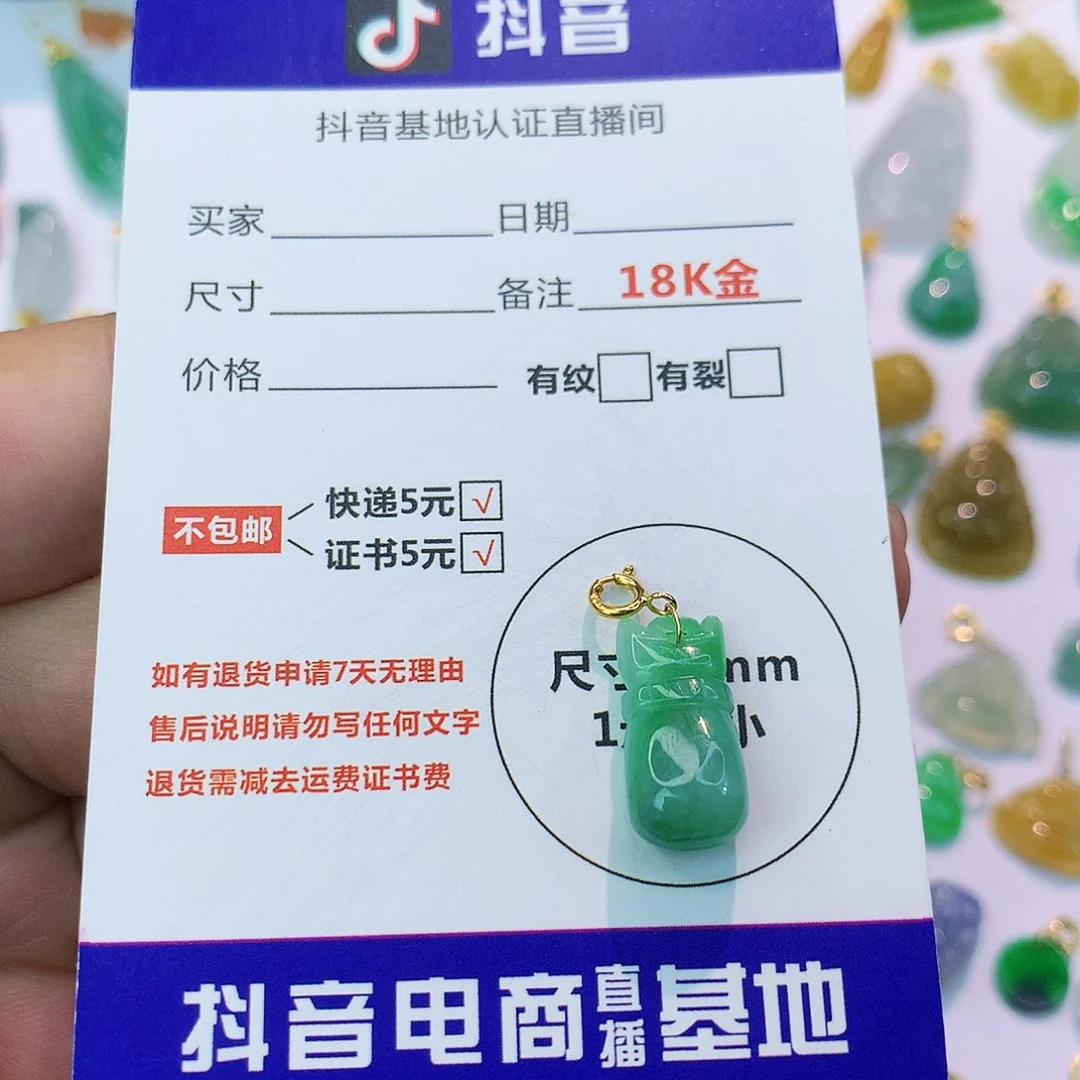 抖音
抖音基地认证直播间
买家 日期
尺寸 备注 18K金
价格 有纹 有裂
不包邮
快递5元 √
证书5元 √
如有退货申请7天无理由
售后说明请勿写任何文字
退货需减去运费证书费
尺 mm
1 小
抖音电商直播基地